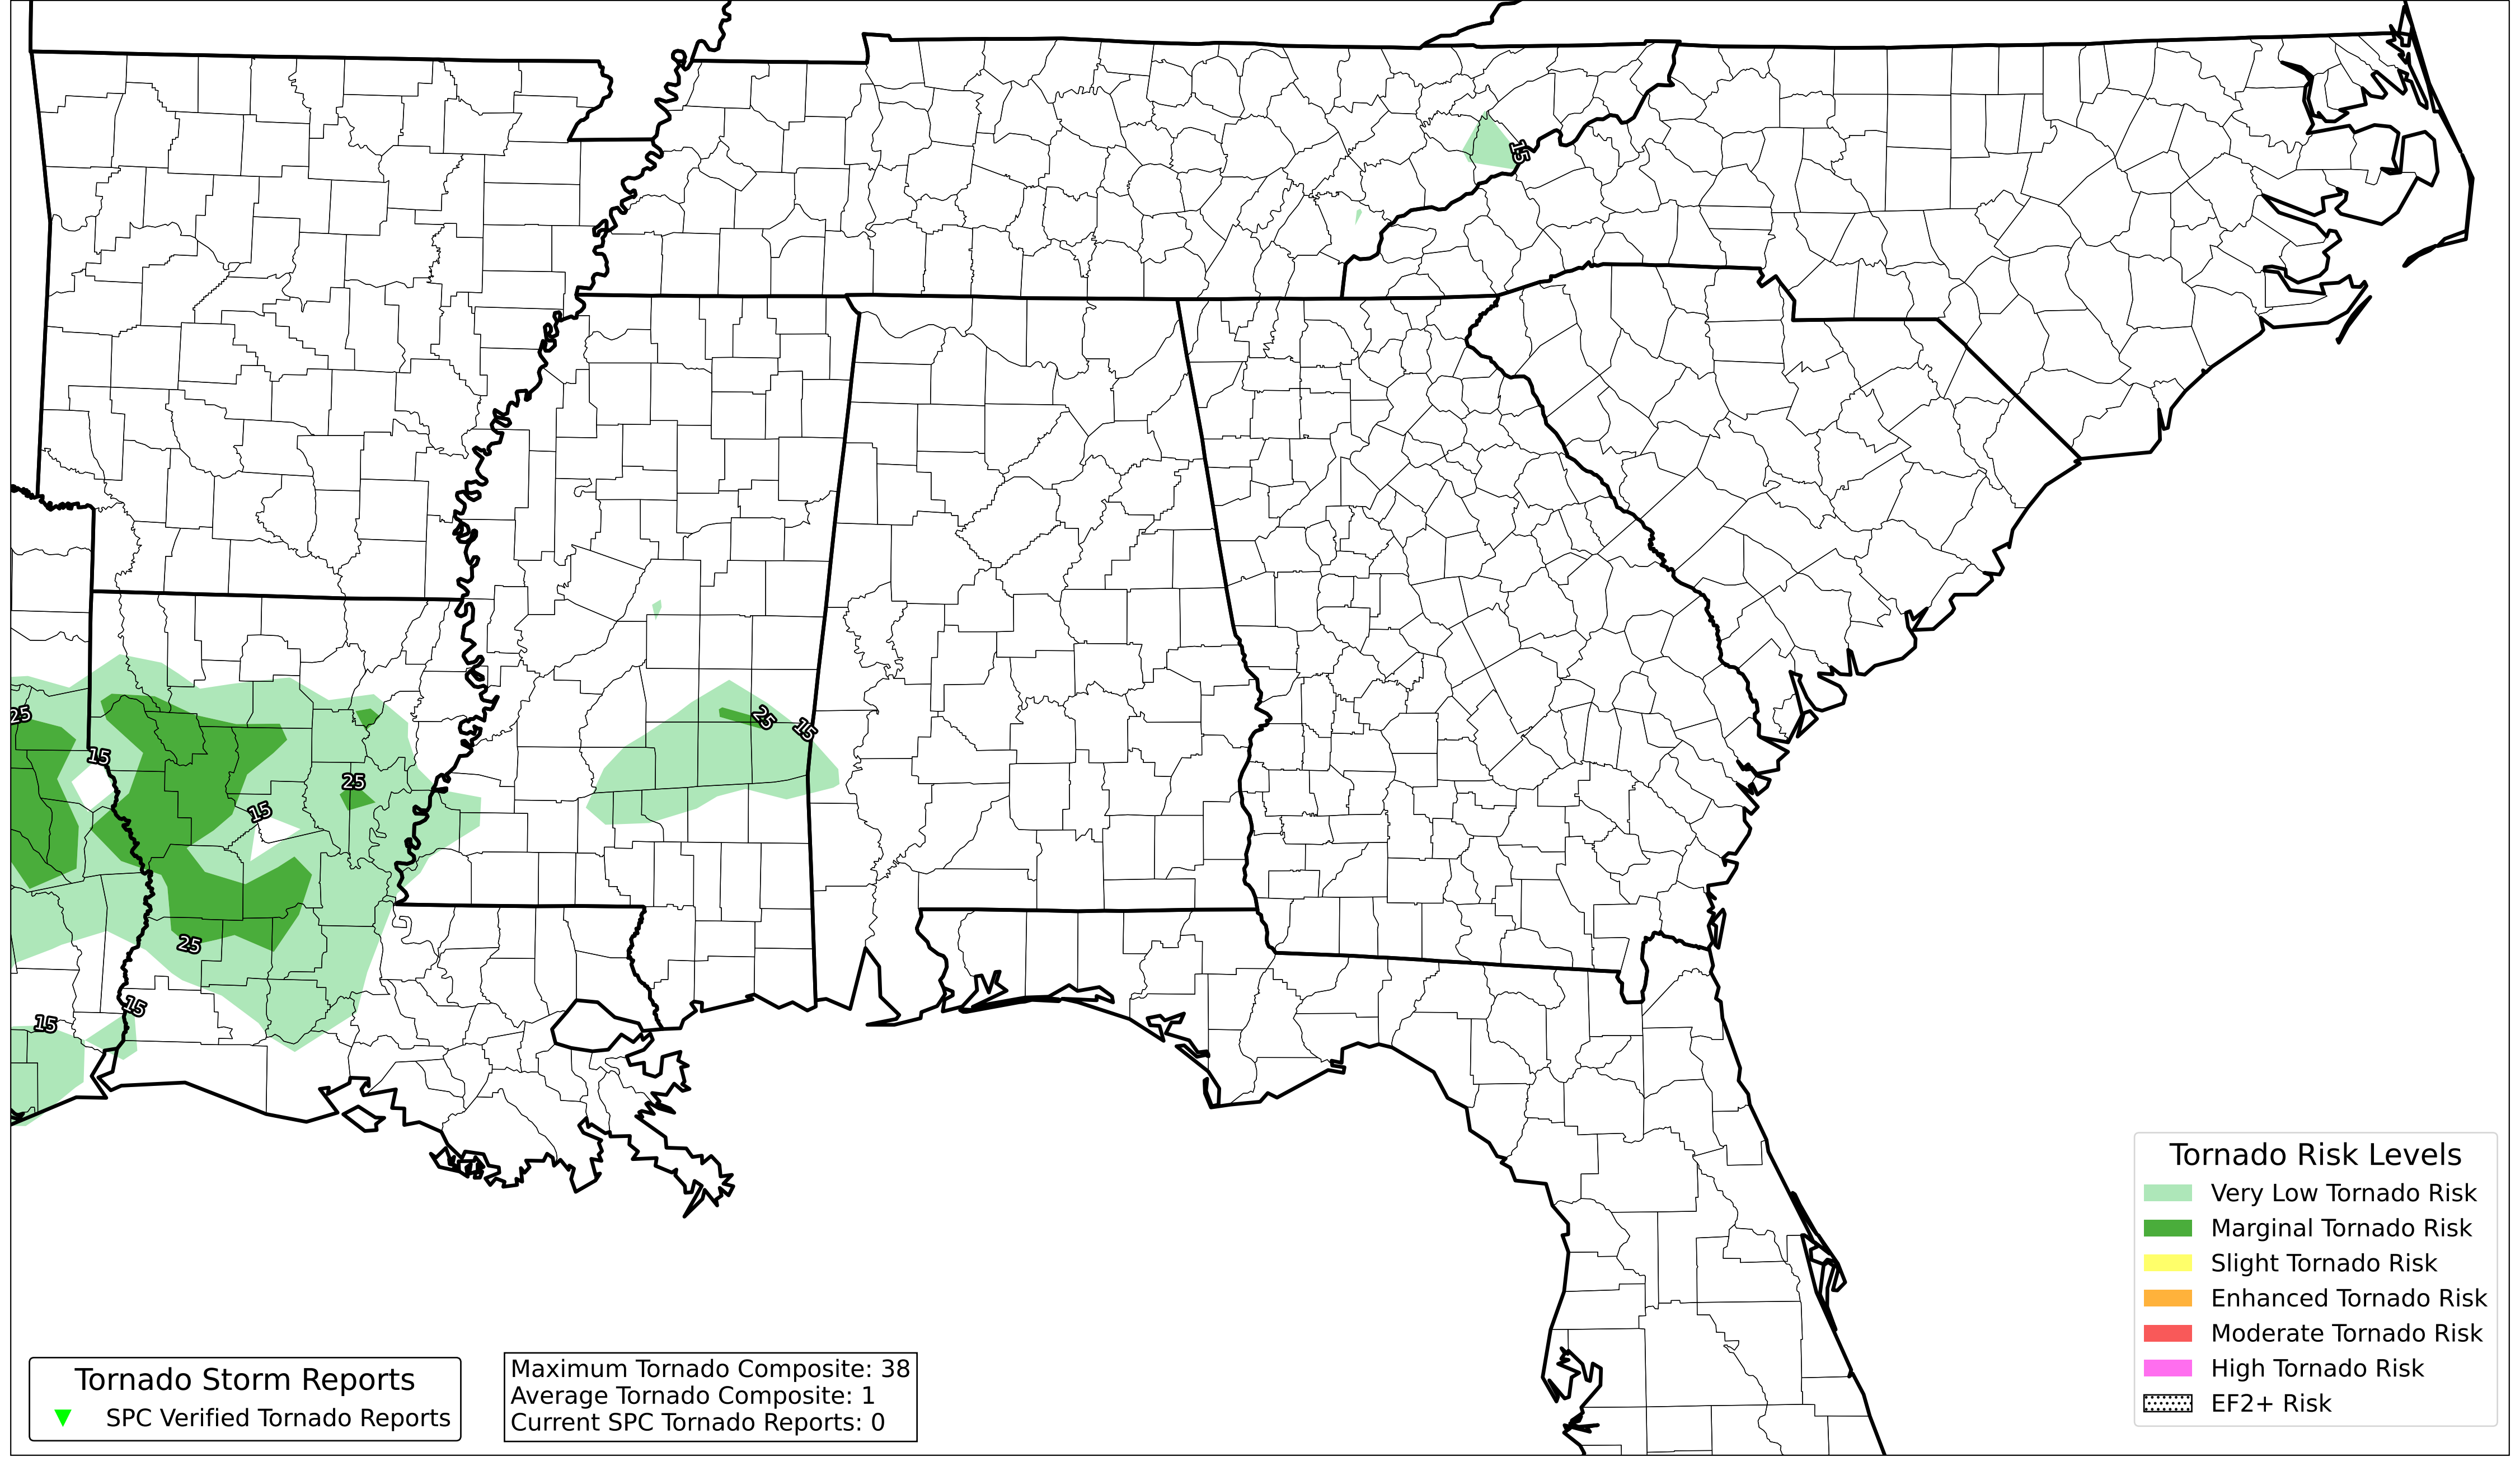 15
25
15
25
15
25
25
15
25
15
15
Tornado Risk Levels
Very Low Tornado Risk
Marginal Tornado Risk
Slight Tornado Risk
Enhanced Tornado Risk
Moderate Tornado Risk
High Tornado Risk
EF2+ Risk
Tornado Storm Reports
SPC Verified Tornado Reports
Maximum Tornado Composite: 38
Average Tornado Composite: 1
Current SPC Tornado Reports: 0